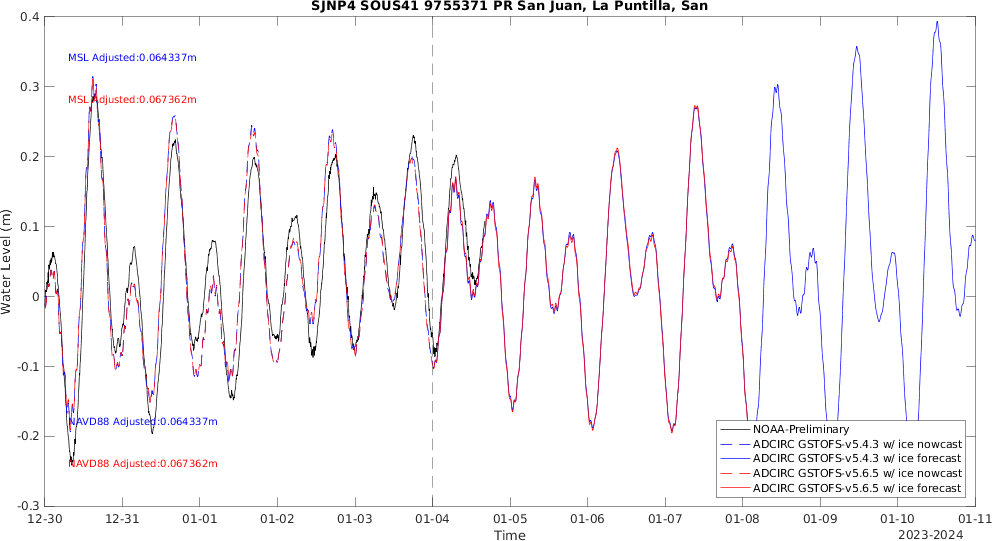 SJNP4 SOUS41 9755371 PR San Juan, La Puntilla, San
0.4
0.3
0.2
0.1
0
-0.1
-0.2
-0.3
Water Level (m)
MSL Adjusted:0.064337m
MSL Adjusted:0.067362m
NAVD88 Adjusted:0.064337m
NAVD88 Adjusted:0.067362m
NOAA-Preliminary
ADCIRC GSTOFS-v5.4.3 w/ ice nowcast
ADCIRC GSTOFS-v5.4.3 w/ ice forecast
ADCIRC GSTOFS-v5.6.5 w/ ice nowcast
ADCIRC GSTOFS-v5.6.5 w/ ice forecast
12-30 12-31 01-01 01-02 01-03 01-04 01-05 01-06 01-07 01-08 01-09 01-10 01-11
Time
2023-2024